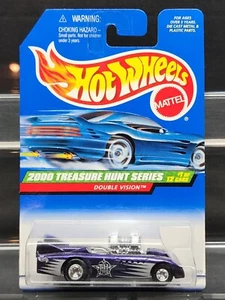 WARNING:
CHOKING HAZARD -
Small parts. Not for children
under 3 years.
FOR AGES
OVER 3 YEARS.
DIE CAST METAL &
PLASTIC PARTS.
Hot Wheels
MATTEL
2000 TREASURE HUNT SERIES
DOUBLE VISION™